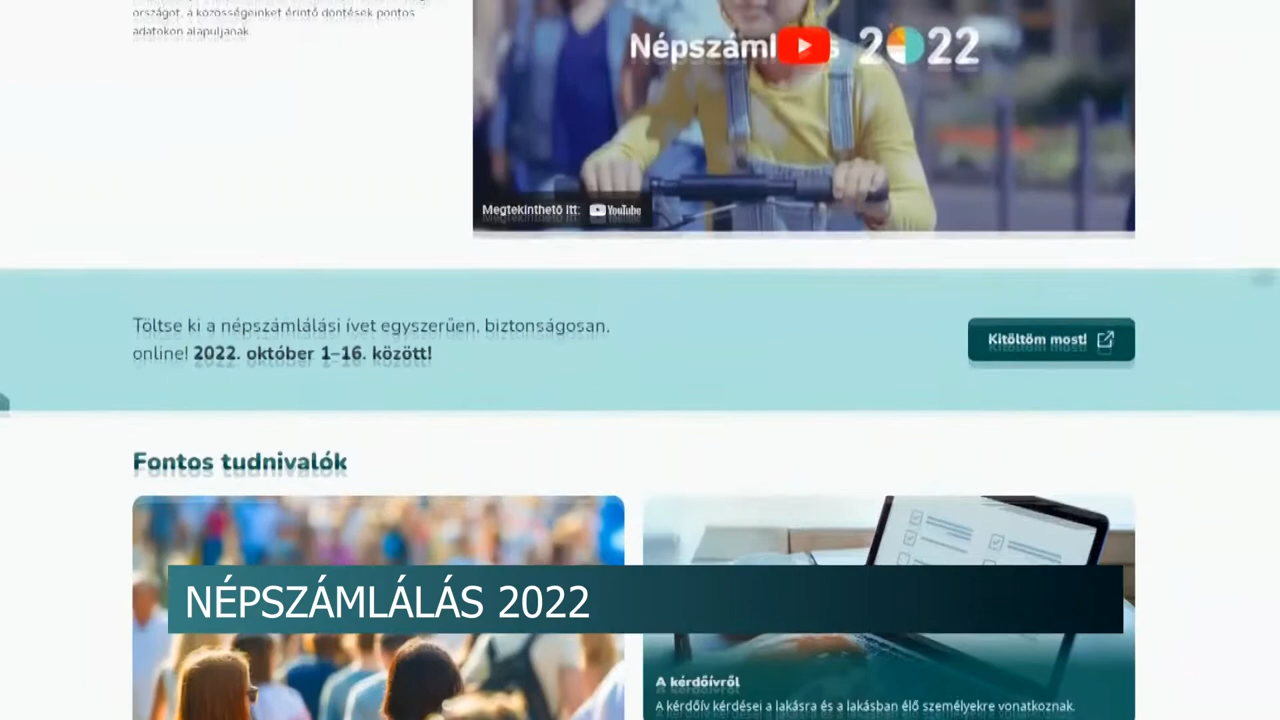 országot, a közösségeinket érintő döntések pontos
adatokon alapuljanak.
Népszáml s 2022
Megtekinthető itt: YouTube
Töltse ki a népszámlálási ívet egyszerűen, biztonságosan,
online! 2022. október 1–16. között!
Kitöltöm most!
Fontos tudnivalók
NÉPSZÁMLÁLÁS 2022
A kérdőívről
A kérdőív kérdései a lakásra és a lakásban élő személyekre vonatkoznak.